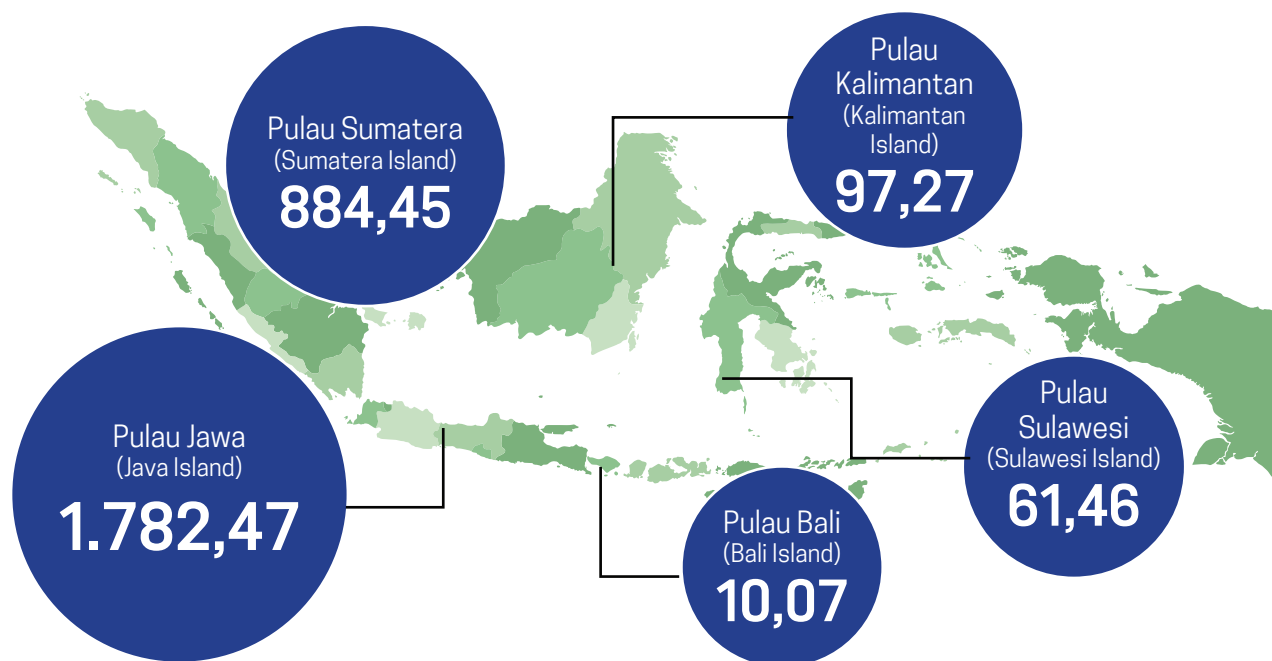 Pulau Sumatera
(Sumatera Island)
884,45
Pulau
Kalimantan
(Kalimantan
Island)
97,27
Pulau Jawa
(Java Island)
1.782,47
Pulau Bali
(Bali Island)
10,07
Pulau
Sulawesi
(Sulawesi Island)
61,46